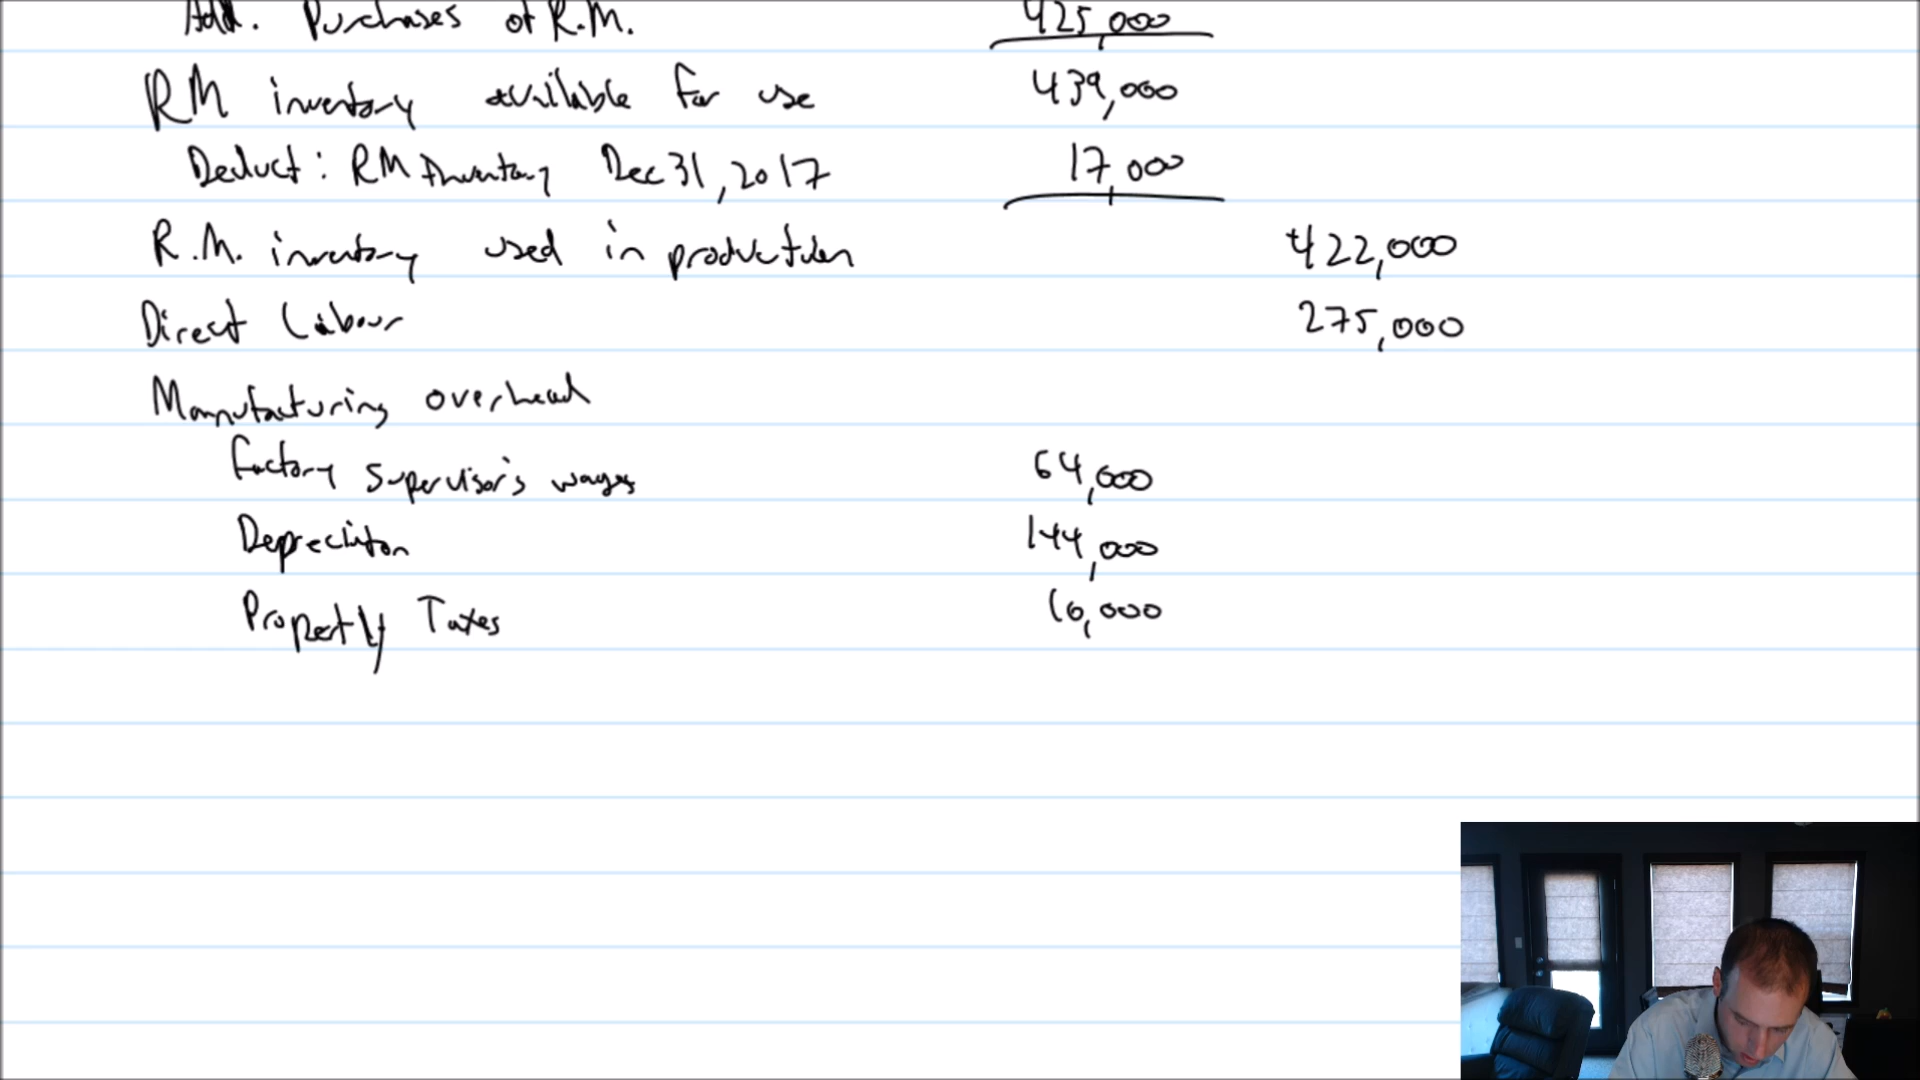 Add. Purchases of R.M. 425,000
RM inventory available for use 439,000
Deduct: RM Inventory Dec 31, 2017 17,000
R.M. inventory used in production 422,000
Direct Labour 275,000
Manufacturing overhead
Factory Supervisor's wages 64,000
Depreciation 144,000
Property Taxes 16,000